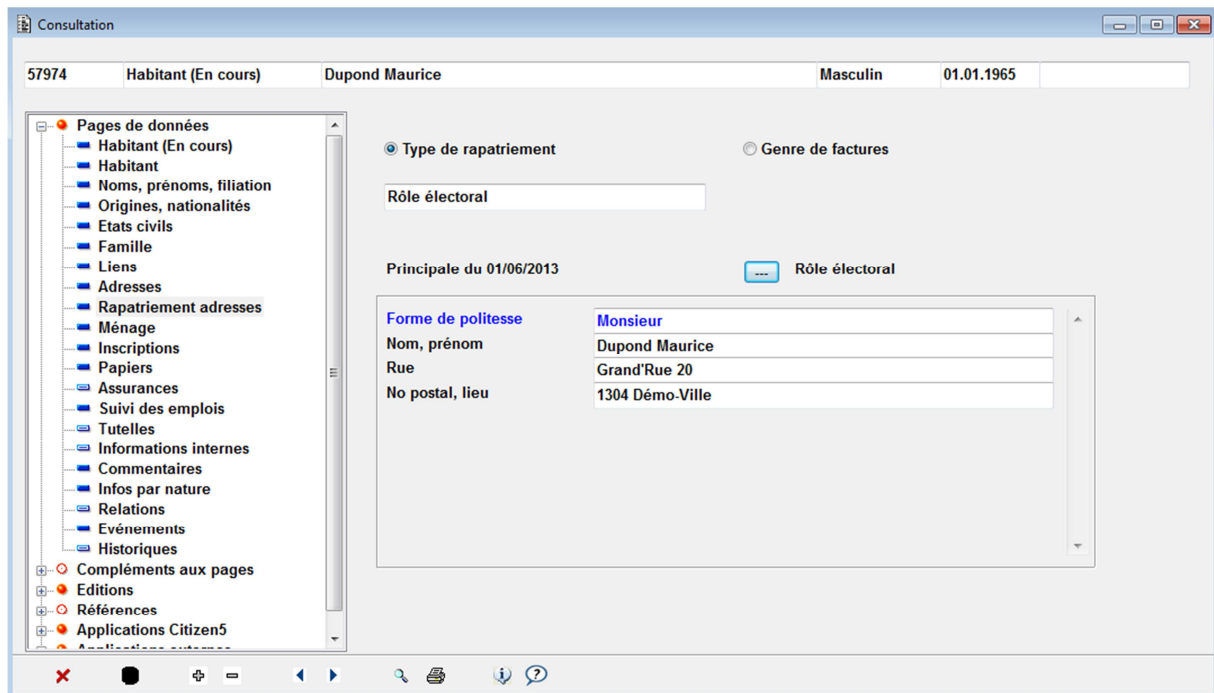 Consultation
57974 Habitant (En cours) Dupond Maurice Masculin 01.01.1965
Pages de données
Habitant (En cours)
Habitant
Noms, prénoms, filiation
Origines, nationalités
Etats civils
Famille
Liens
Adresses
Rapatriement adresses
Ménage
Inscriptions
Papiers
Assurances
Suivi des emplois
Tutelles
Informations internes
Commentaires
Infos par nature
Relations
Evénements
Historiques
Compléments aux pages
Editions
Références
Applications Citizen5
Applications externes
Type de rapatriement Genre de factures
Rôle électoral
Principale du 01/06/2013 ... Rôle électoral
Forme de politesse Monsieur
Nom, prénom Dupond Maurice
Rue Grand'Rue 20
No postal, lieu 1304 Démo-Ville